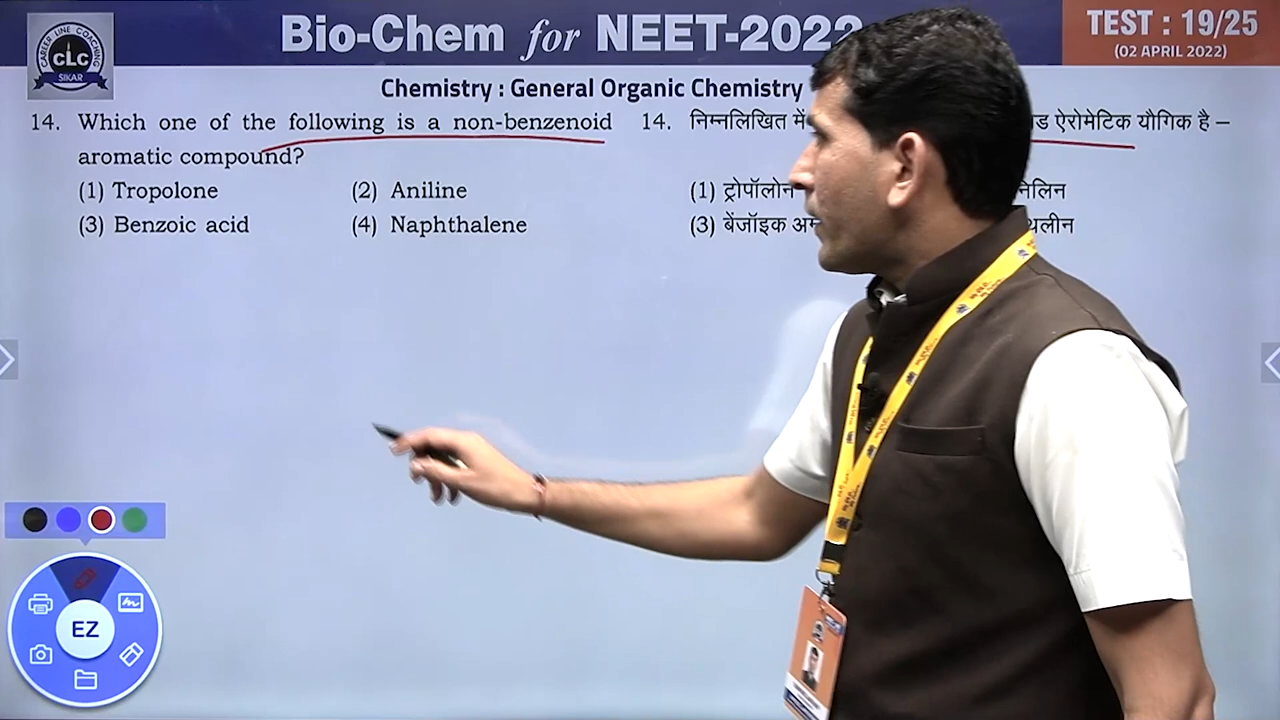 Bio-Chem for NEET-2022
TEST : 19/25
(02 APRIL 2022)
CAREER LINE COACHING
CLC
SIKAR
Chemistry : General Organic Chemistry
14. Which one of the following is a non-benzenoid
aromatic compound?
(1) Tropolone (2) Aniline
(3) Benzoic acid (4) Naphthalene
14. निम्नलिखित में ऐरोमेटिक यौगिक है –
(1) ट्रोपॉलोन
(3) बेंजॉइक
EZ